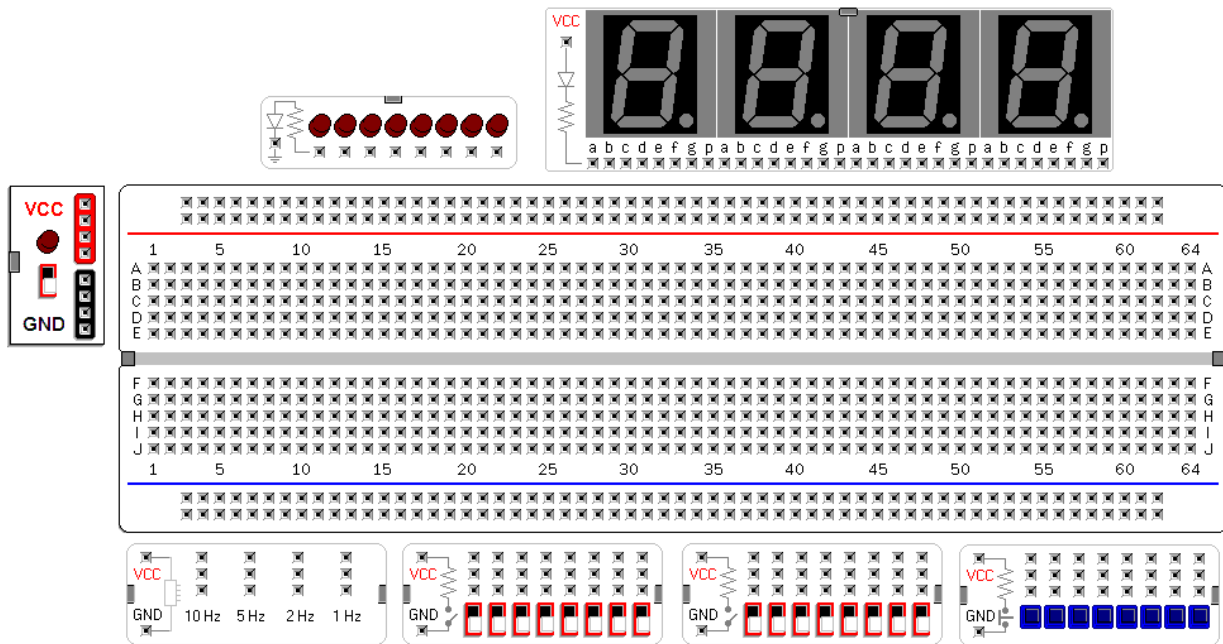 VCC
a b c d e f g p a b c d e f g p a b c d e f g p a b c d e f g p
VCC
GND
1 5 10 15 20 25 30 35 40 45 50 55 60 64
A A
B B
C C
D D
E E
F F
G G
H H
I I
J J
1 5 10 15 20 25 30 35 40 45 50 55 60 64
VCC
GND 10 Hz 5 Hz 2 Hz 1 Hz
VCC
GND
VCC
GND
VCC
GND